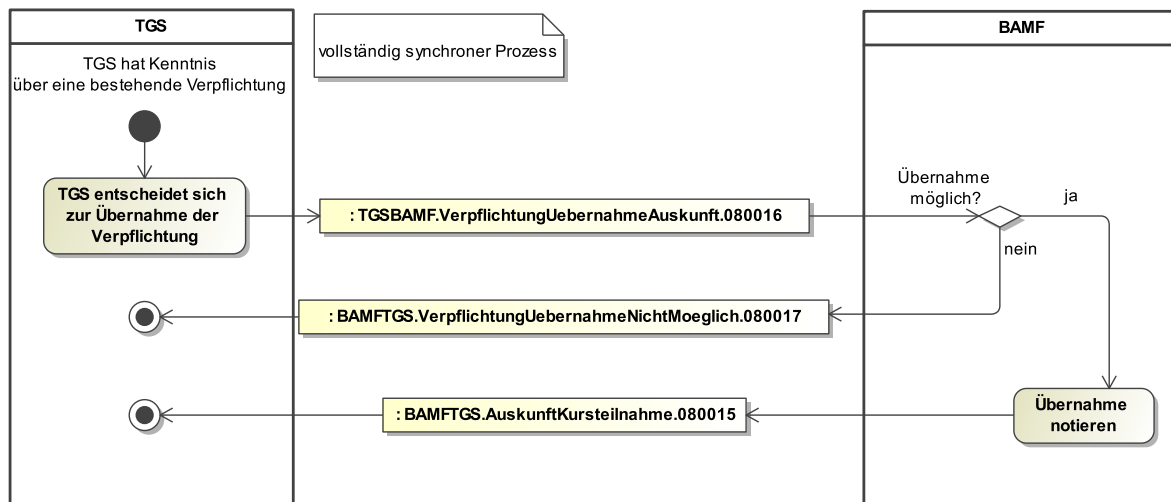 TGS
vollständig synchroner Prozess
BAMF
TGS hat Kenntnis
über eine bestehende Verpflichtung
TGS entscheidet sich
zur Übernahme der
Verpflichtung
: TGSBAMF.VerpflichtungUebernahmeAuskunft.080016
Übernahme
möglich?
ja
nein
: BAMFTGS.VerpflichtungUebernahmeNichtMoeglich.080017
: BAMFTGS.AuskunftKursteilnahme.080015
Übernahme
notieren